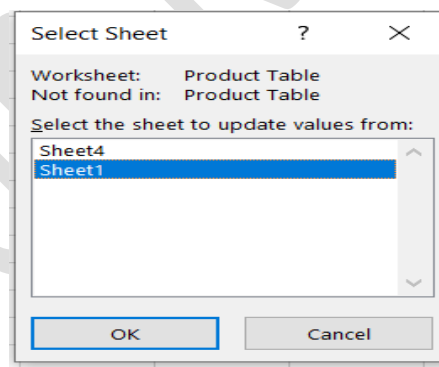 Select Sheet ?
Worksheet: Product Table
Not found in: Product Table
Select the sheet to update values from:
Sheet4
Sheet1
OK Cancel